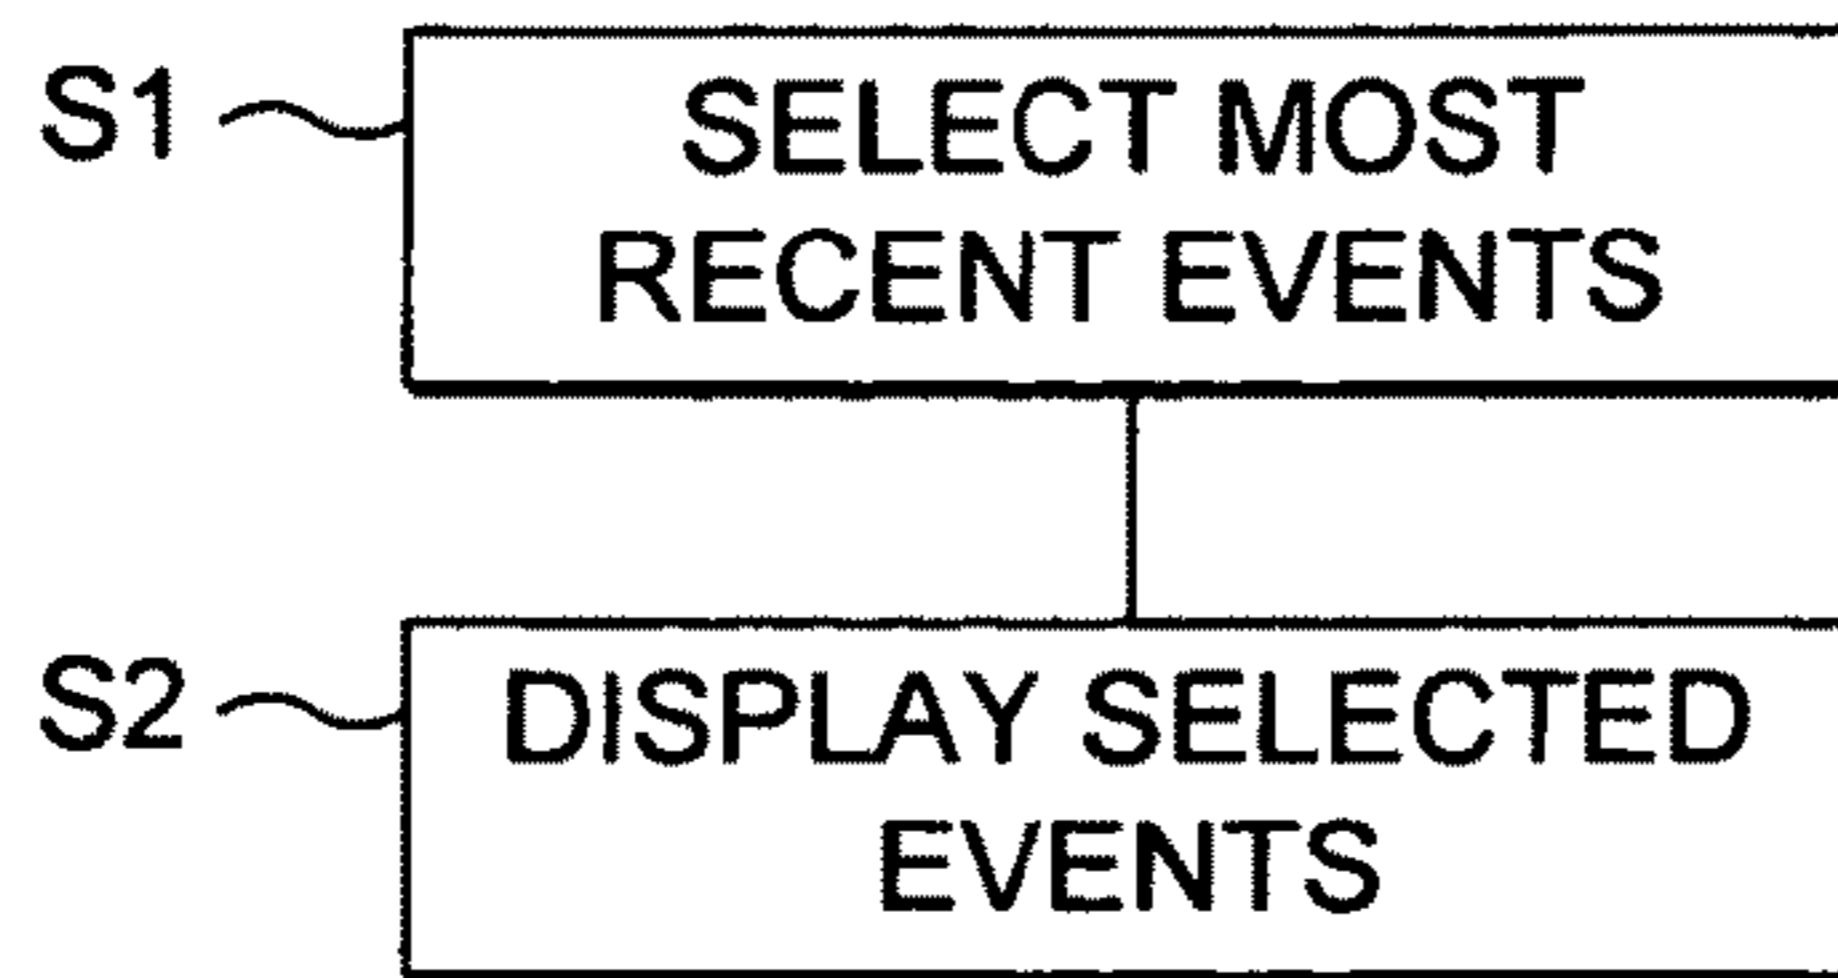 S1
SELECT MOST
RECENT EVENTS
S2
DISPLAY SELECTED
EVENTS